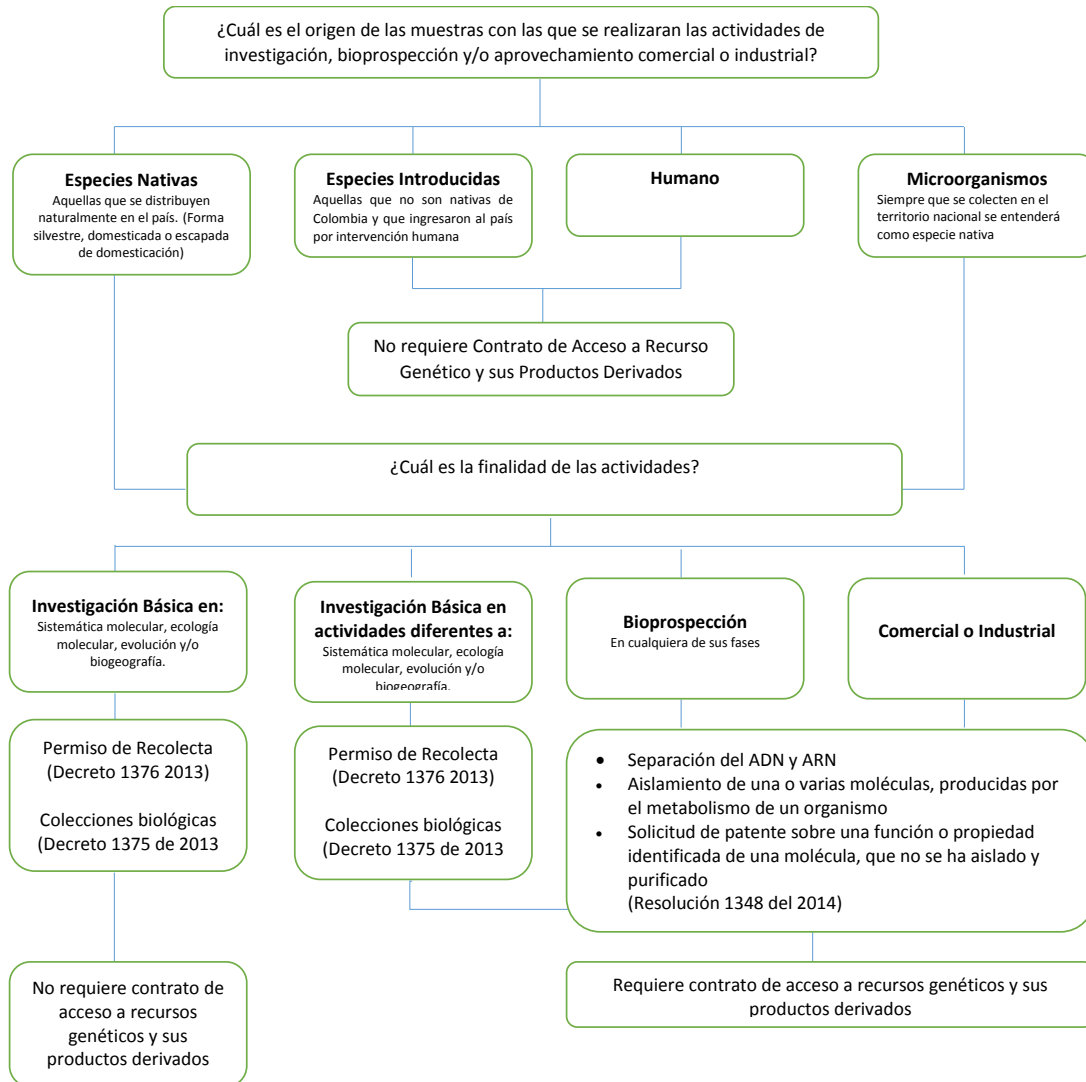 ¿Cuál es el origen de las muestras con las que se realizaran las actividades de
investigación, bioprospección y/o aprovechamiento comercial o industrial?
Especies Nativas
Aquellas que se distribuyen
naturalmente en el país. (Forma
silvestre, domesticada o escapada
de domesticación)
Especies Introducidas
Aquellas que no son nativas de
Colombia y que ingresaron al país
por intervención humana
Humano
Microorganismos
Siempre que se colecten en el
territorio nacional se entenderá
como especie nativa
No requiere Contrato de Acceso a Recurso
Genético y sus Productos Derivados
¿Cuál es la finalidad de las actividades?
Investigación Básica en:
Sistemática molecular, ecología
molecular, evolución y/o
biogeografía.
Investigación Básica en
actividades diferentes a:
Sistemática molecular, ecología
molecular, evolución y/o
biogeografía.
Bioprospección
En cualquiera de sus fases
Comercial o Industrial
Permiso de Recolecta
(Decreto 1376 2013)
Colecciones biológicas
(Decreto 1375 de 2013
Permiso de Recolecta
(Decreto 1376 2013)
Colecciones biológicas
(Decreto 1375 de 2013
• Separación del ADN y ARN
• Aislamiento de una o varias moléculas, producidas por
el metabolismo de un organismo
• Solicitud de patente sobre una función o propiedad
identificada de una molécula, que no se ha aislado y
purificado
(Resolución 1348 del 2014)
No requiere contrato de
acceso a recursos
genéticos y sus
productos derivados
Requiere contrato de acceso a recursos genéticos y sus
productos derivados